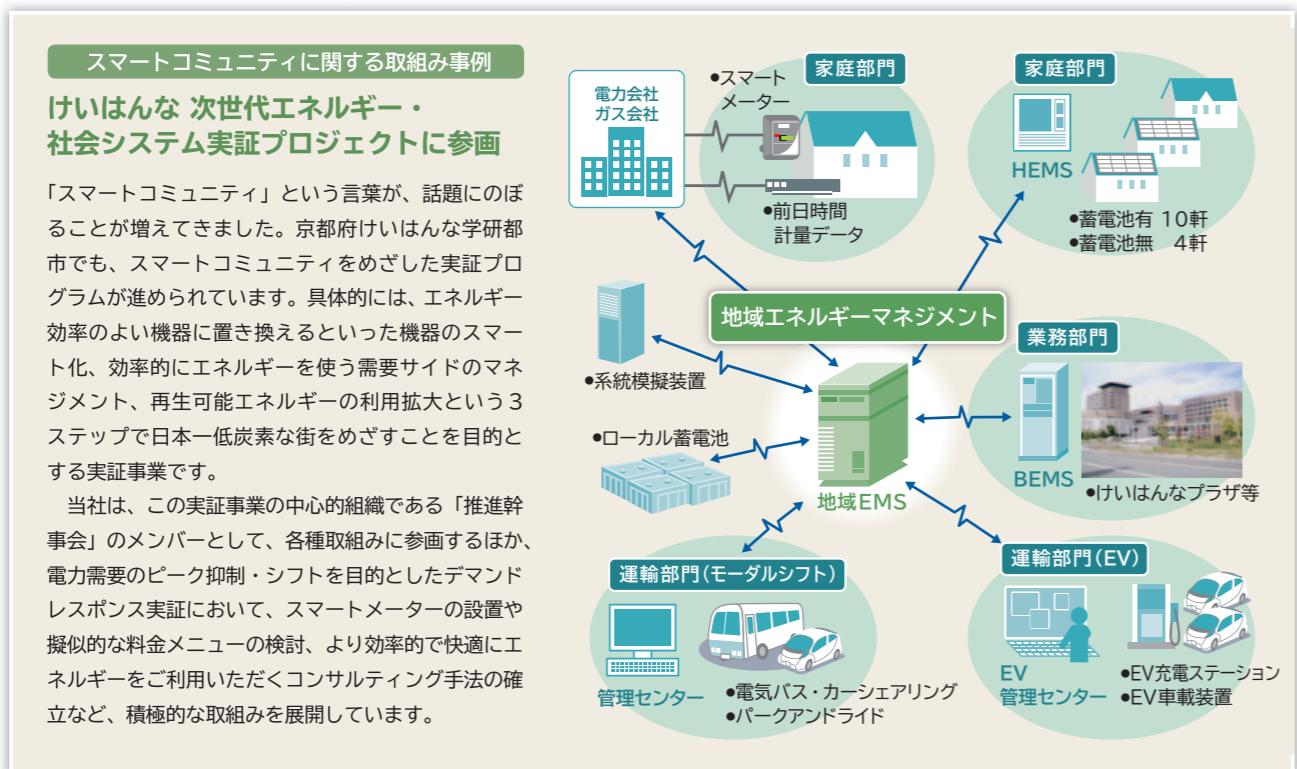 スマートコミュニティに関する取組み事例
けいはんな 次世代エネルギー・
社会システム実証プロジェクトに参画
「スマートコミュニティ」という言葉が、話題にのぼ
ることが増えてきました。京都府けいはんな学研都
市でも、スマートコミュニティをめざした実証プロ
グラムが進められています。具体的には、エネルギー
効率のよい機器に置き換えるといった機器のスマー
ト化、効率的にエネルギーを使う需要サイドのマネ
ジメント、再生可能エネルギーの利用拡大という3
ステップで日本一低炭素な街をめざすことを目的と
する実証事業です。
当社は、この実証事業の中心的組織である「推進幹
事会」のメンバーとして、各種取組みに参画するほか、
電力需要のピーク抑制・シフトを目的としたデマンド
レスポンス実証において、スマートメーターの設置や
擬似的な料金メニューの検討、より効率的で快適にエ
ネルギーをご利用いただくコンサルティング手法の確
立など、積極的な取組みを展開しています。
電力会社
ガス会社
●スマート
メーター
家庭部門
●前日時間
計量データ
家庭部門
HEMS
●蓄電池有 10軒
●蓄電池無 4軒
地域エネルギーマネジメント
●系統模擬装置
●ローカル蓄電池
地域EMS
業務部門
BEMS
●けいはんなプラザ等
運輸部門(モーダルシフト)
管理センター
●電気バス・カーシェアリング
●パークアンドライド
運輸部門(EV)
EV
管理センター
●EV充電ステーション
●EV車載装置